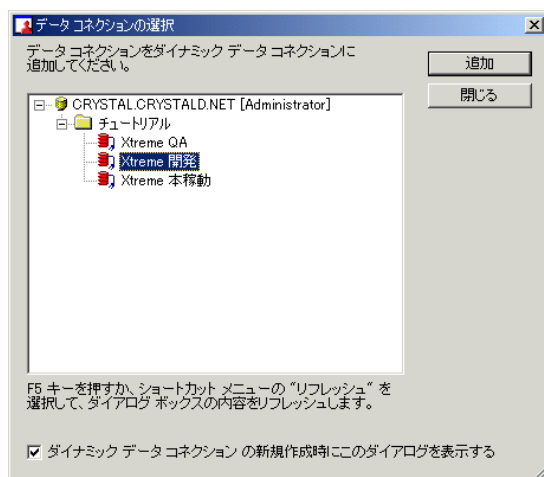 データ コネクションの選択
データ コネクションをダイナミック データ コネクションに
追加してください。
追加
閉じる
CRYSTAL.CRYSTALD.NET [Administrator]
チュートリアル
Xtreme QA
Xtreme 開発
Xtreme 本稼動
F5 キーを押すか、ショートカット メニューの "リフレッシュ" を
選択して、ダイアログ ボックスの内容をリフレッシュします。
ダイナミック データ コネクション の新規作成時にこのダイアログを表示する